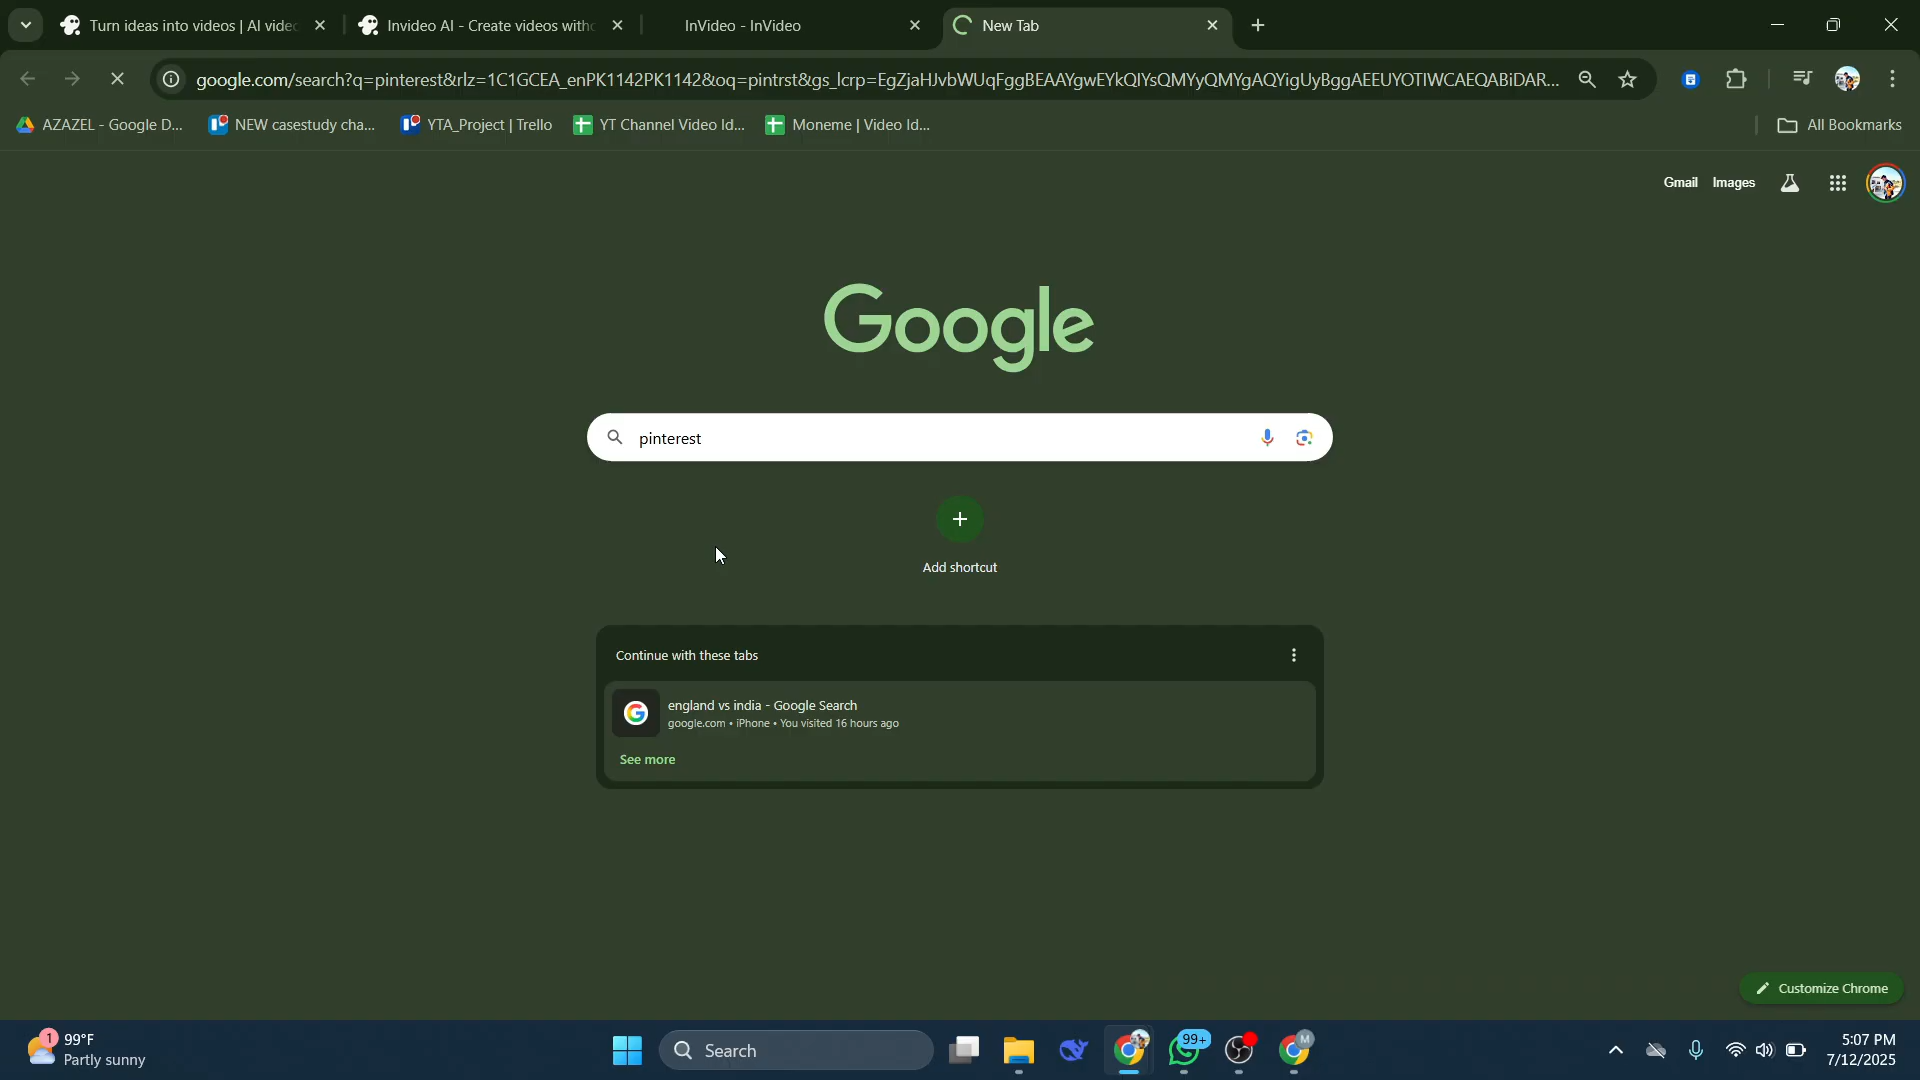 Turn ideas into videos | AI videc
Invideo AI - Create videos withc
InVideo - InVideo
New Tab
google.com/search?q=pinterest&rlz=1C1GCEA_enPK1142PK1142&oq=pintrst&gs_lcrp=EgZjaHJvbWUqFggBEAAYgwEYkQIYsQMYyQMYgAQYigUyBggAEEUYOTIWCAEQABiDAR...
AZAZEL - Google D...
NEW casestudy cha...
YTA_Project | Trello
YT Channel Video Id...
Moneme | Video Id...
All Bookmarks
Gmail
Images
Google
pinterest
Add shortcut
Continue with these tabs
england vs india - Google Search
google.com • iPhone • You visited 16 hours ago
See more
Customize Chrome
1
99°F
Partly sunny
Search
99+
M
5:07 PM
7/12/2025